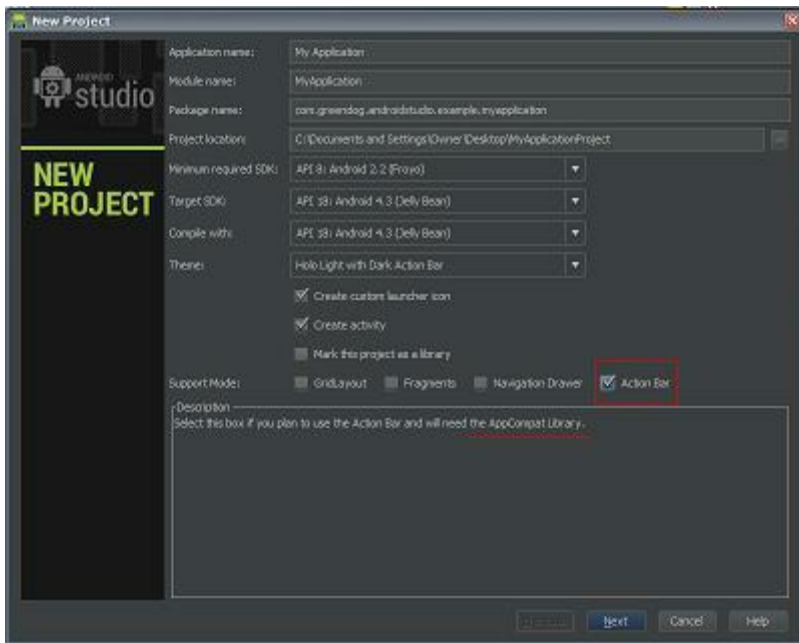 New Project
ANDROID
studio
NEW
PROJECT
Application name: My Application
Module name: MyApplication
Package name: com.greendog.androidstudio.example.myapplication
Project location: C:\Documents and Settings\Owner\Desktop\MyApplicationProject
Minimum required SDK: API 8: Android 2.2 (Froyo)
Target SDK: API 18: Android 4.3 (Jelly Bean)
Compile with: API 18: Android 4.3 (Jelly Bean)
Theme: Holo Light with Dark Action Bar
Create custom launcher icon
Create activity
Mark this project as a library
Support Mode: GridLayout Fragments Navigation Drawer Action Bar
Description
Select this box if you plan to use the Action Bar and will need the AppCompat Library.
Next Cancel Help